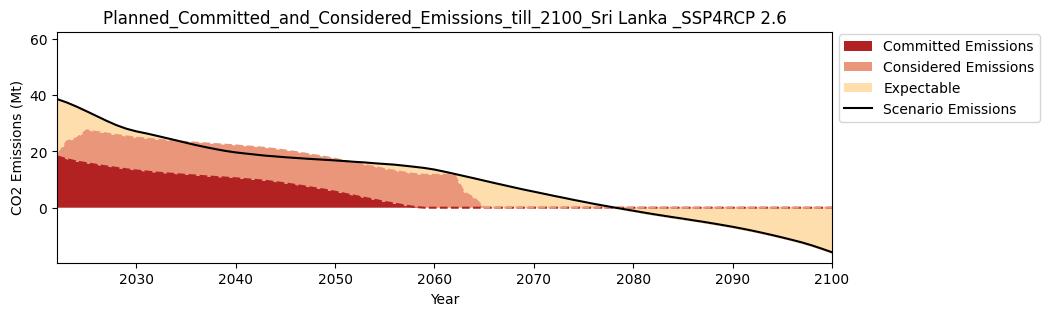 Planned_Committed_and_Considered_Emissions_till_2100_Sri Lanka _SSP4RCP 2.6
CO2 Emissions (Mt)
60
40
20
0
2030 2040 2050 2060 2070 2080 2090 2100
Year
Committed Emissions
Considered Emissions
Expectable
Scenario Emissions